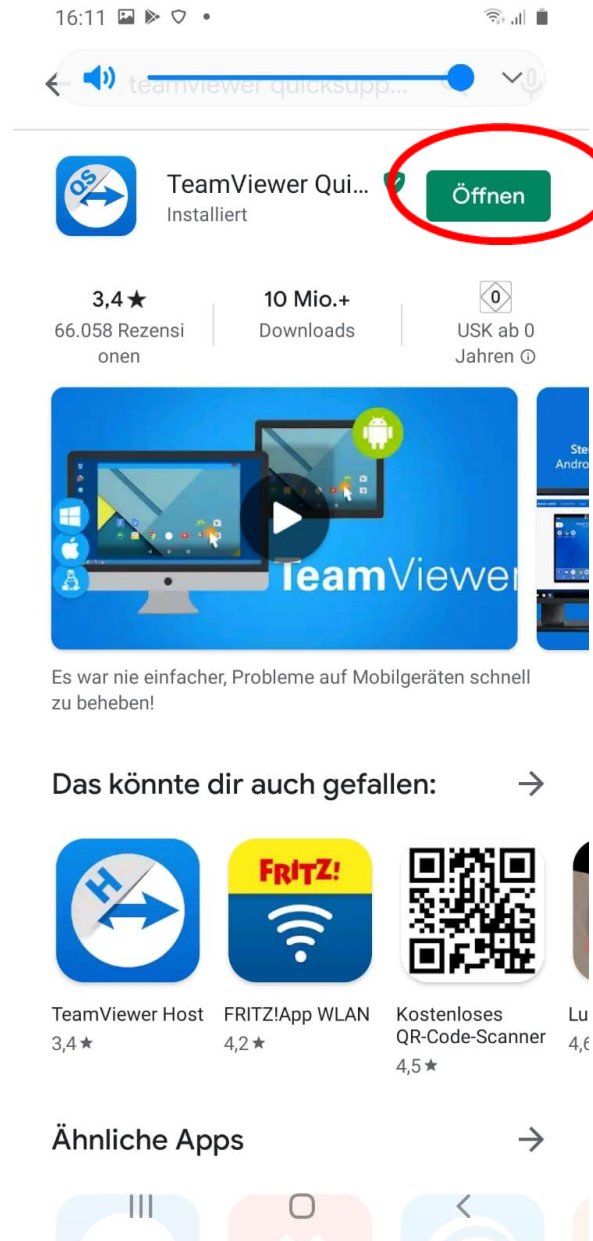 16:11
teamviewer quicksupp...
TeamViewer Qui...
Installiert
Öffnen
3,4★
66.058 Rezensi
onen
10 Mio.+
Downloads
0
USK ab 0
Jahren
TeamViewer
Es war nie einfacher, Probleme auf Mobilgeräten schnell
zu beheben!
Das könnte dir auch gefallen:
QS
H
FRITZ!
TeamViewer Host
3,4★
FRITZ!App WLAN
4,2★
Kostenloses
QR-Code-Scanner
4,5★
Lu
Ähnliche Apps